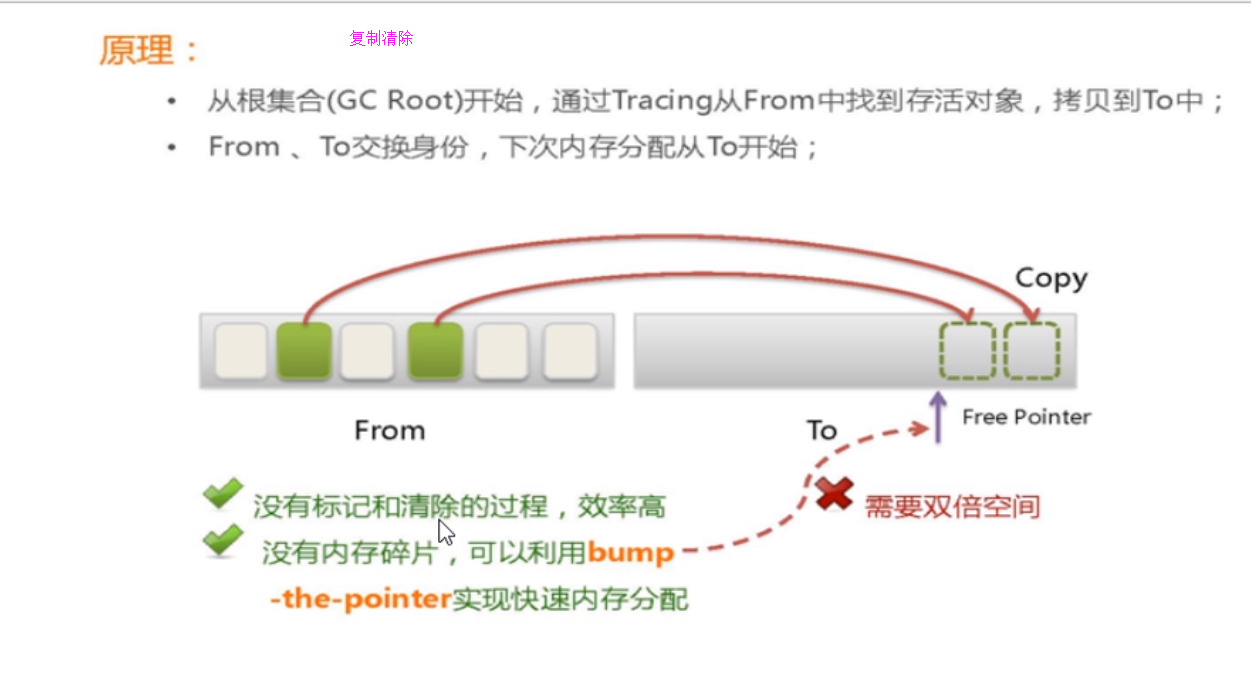 复制清除
原理：
• 从根集合(GC Root)开始，通过Tracing从From中找到存活对象，拷贝到To中；
• From 、To交换身份，下次内存分配从To开始；
Copy
From
To
Free Pointer
没有标记和清除的过程，效率高
需要双倍空间
没有内存碎片，可以利用bump
-the-pointer实现快速内存分配